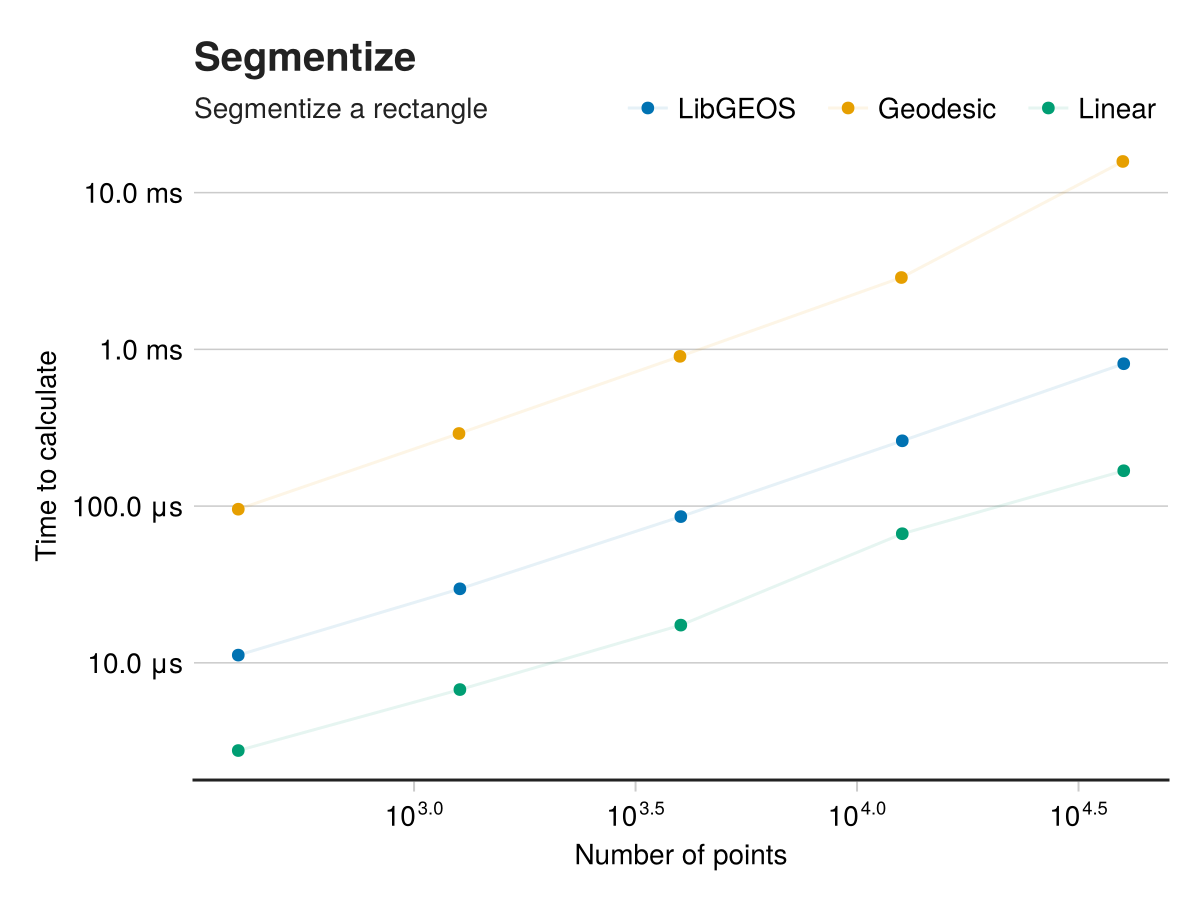 Segmentize
Segmentize a rectangle
LibGEOS
Geodesic
Linear
10.0 ms
1.0 ms
100.0 µs
10.0 µs
Time to calculate
10^3.0
10^3.5
10^4.0
10^4.5
Number of points